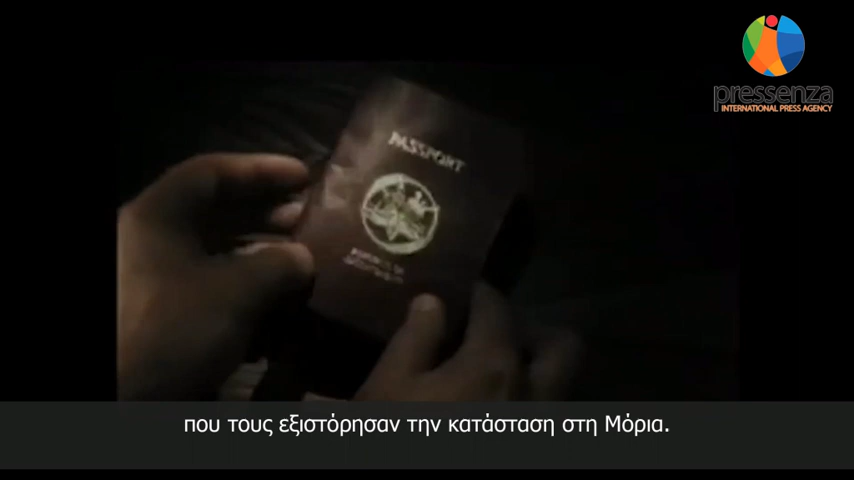 pressenza
INTERNATIONAL PRESS AGENCY
PASSPORT
που τους εξιστόρησαν την κατάσταση στη Μόρια.